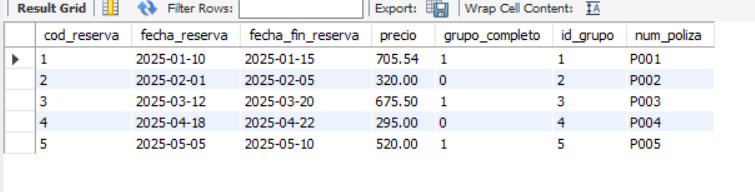 Result Grid Filter Rows: Export: Wrap Cell Content: IA
cod_reserva fecha_reserva fecha_fin_reserva precio grupo_completo id_grupo num_poliza
1 2025-01-10 2025-01-15 705.54 1 1 P001
2 2025-02-01 2025-02-05 320.00 0 2 P002
3 2025-03-12 2025-03-20 675.50 1 3 P003
4 2025-04-18 2025-04-22 295.00 0 4 P004
5 2025-05-05 2025-05-10 520.00 1 5 P005